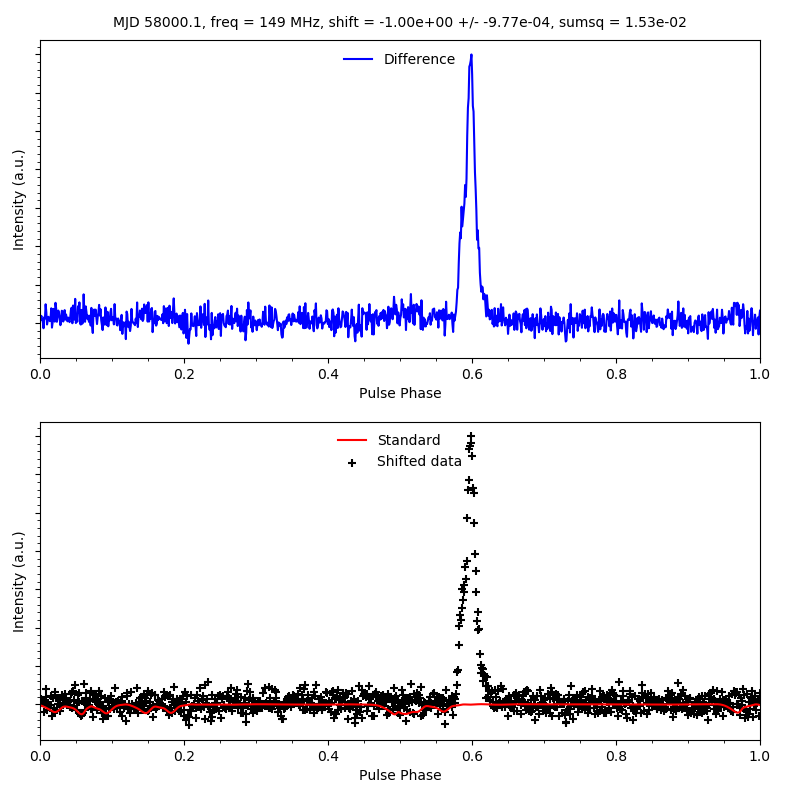 MJD 58000.1, freq = 149 MHz, shift = -1.00e+00 +/- -9.77e-04, sumsq = 1.53e-02
Difference
Intensity (a.u.)
0.0 0.2 0.4 0.6 0.8 1.0
Pulse Phase
Standard
Shifted data
Intensity (a.u.)
0.0 0.2 0.4 0.6 0.8 1.0
Pulse Phase